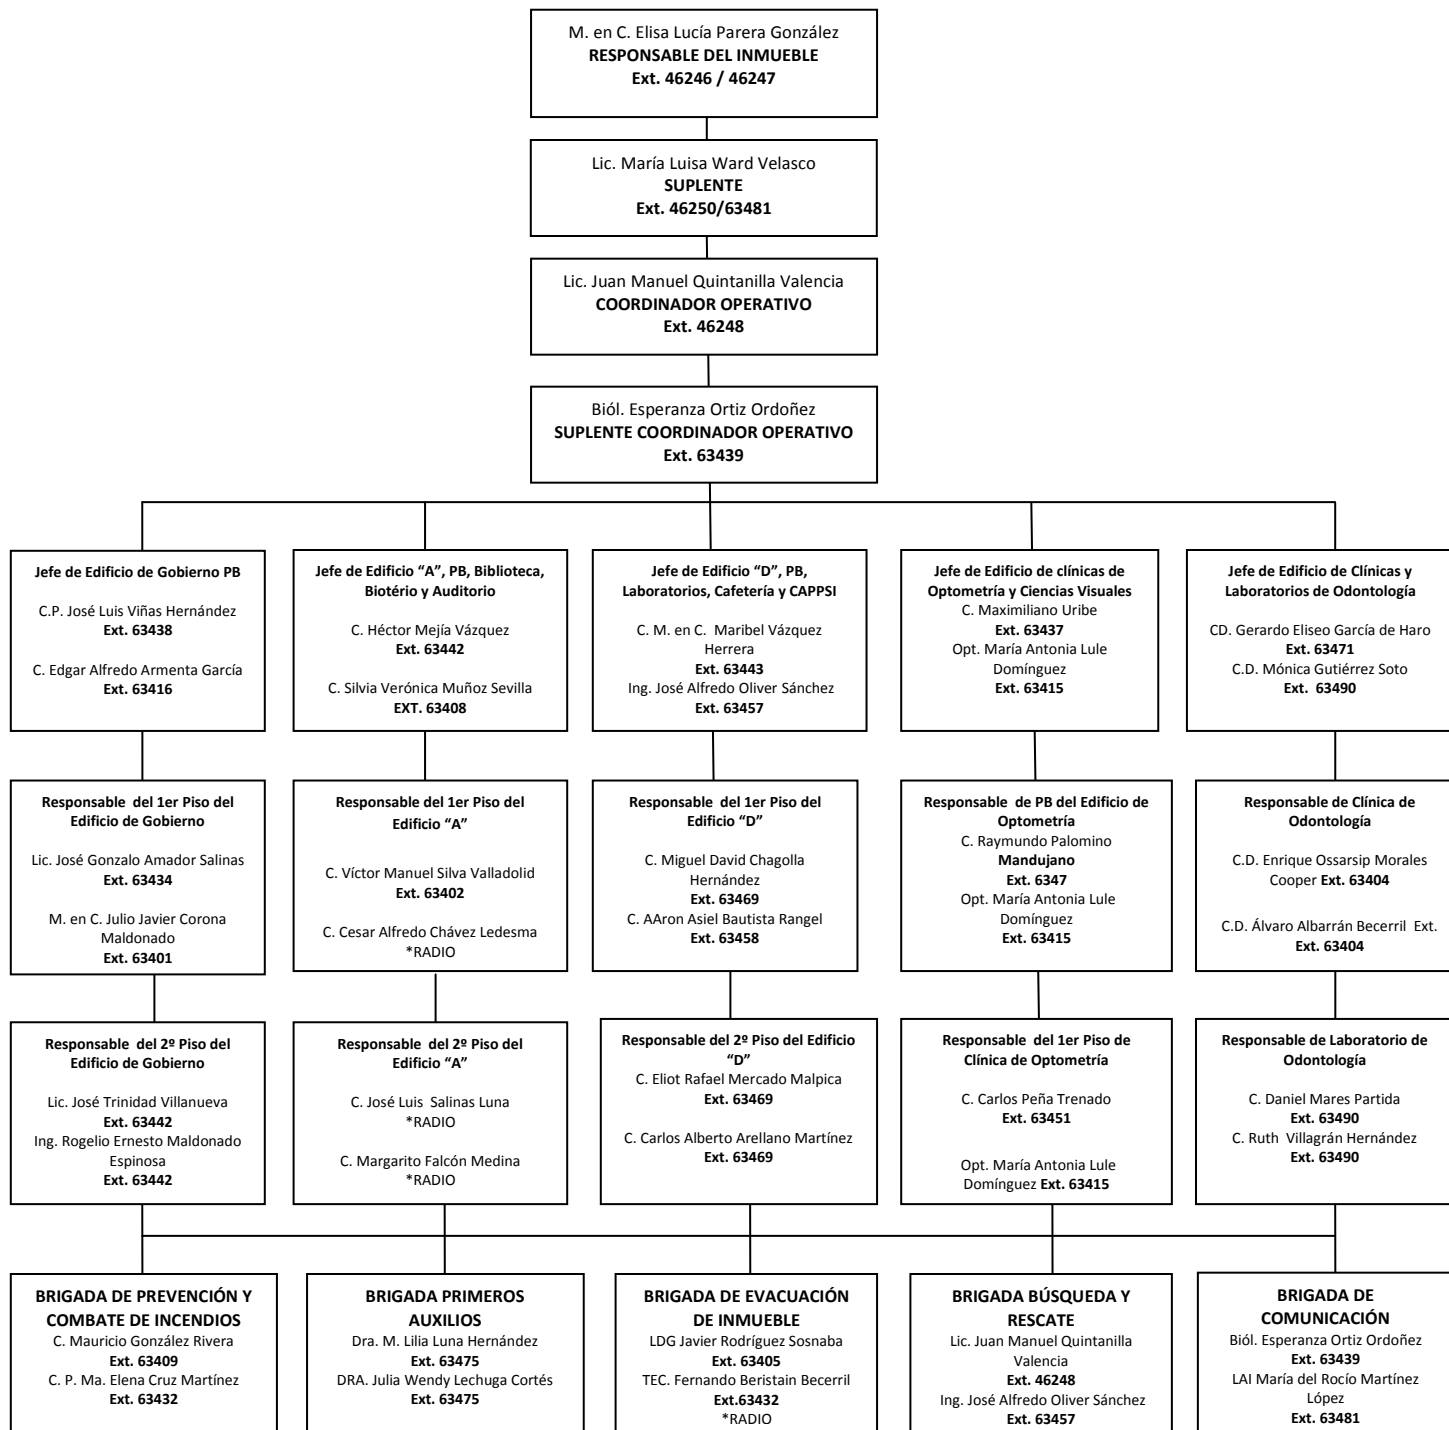 M. en C. Elisa Lucía Parera González
RESPONSABLE DEL INMUEBLE
Ext. 46246 / 46247
Lic. María Luisa Ward Velasco
SUPLENTE
Ext. 46250/63481
Lic. Juan Manuel Quintanilla Valencia
COORDINADOR OPERATIVO
Ext. 46248
Biól. Esperanza Ortiz Ordoñez
SUPLENTE COORDINADOR OPERATIVO
Ext. 63439
Jefe de Edificio de Gobierno PB
C.P. José Luis Viñas Hernández
Ext. 63438
C. Edgar Alfredo Armenta García
Ext. 63416
Jefe de Edificio “A”, PB, Biblioteca,
Biotério y Auditorio
C. Héctor Mejía Vázquez
Ext. 63442
C. Silvia Verónica Muñoz Sevilla
EXT. 63408
Jefe de Edificio “D”, PB,
Laboratorios, Cafetería y CAPPSI
C. M. en C. Maribel Vázquez
Herrera
Ext. 63443
Ing. José Alfredo Oliver Sánchez
Ext. 63457
Jefe de Edificio de clínicas de
Optometría y Ciencias Visuales
C. Maximiliano Uribe
Ext. 63437
Opt. María Antonia Lule
Domínguez
Ext. 63415
Jefe de Edificio de Clínicas y
Laboratorios de Odontología
CD. Gerardo Eliseo García de Haro
Ext. 63471
C.D. Mónica Gutiérrez Soto
Ext. 63490
Responsable del 1er Piso del
Edificio de Gobierno
Lic. José Gonzalo Amador Salinas
Ext. 63434
M. en C. Julio Javier Corona
Maldonado
Ext. 63401
Responsable del 1er Piso del
Edificio “A”
C. Víctor Manuel Silva Valladolid
Ext. 63402
C. Cesar Alfredo Chávez Ledesma
*RADIO
Responsable del 1er Piso del
Edificio “D”
C. Miguel David Chagolla
Hernández
Ext. 63469
C. AAron Asiel Bautista Rangel
Ext. 63458
Responsable de PB del Edificio de
Optometría
C. Raymundo Palomino
Mandujano
Ext. 6347
Opt. María Antonia Lule
Domínguez
Ext. 63415
Responsable de Clínica de
Odontología
C.D. Enrique Ossarsip Morales
Cooper Ext. 63404
C.D. Álvaro Albarrán Becerril Ext.
Ext. 63404
Responsable del 2º Piso del
Edificio de Gobierno
Lic. José Trinidad Villanueva
Ext. 63442
Ing. Rogelio Ernesto Maldonado
Espinosa
Ext. 63442
Responsable del 2º Piso del
Edificio “A”
C. José Luis Salinas Luna
*RADIO
C. Margarito Falcón Medina
*RADIO
Responsable del 2º Piso del Edificio
“D”
C. Eliot Rafael Mercado Malpica
Ext. 63469
C. Carlos Alberto Arellano Martínez
Ext. 63469
Responsable del 1er Piso de
Clínica de Optometría
C. Carlos Peña Trenado
Ext. 63451
Opt. María Antonia Lule
Domínguez Ext. 63415
Responsable de Laboratorio de
Odontología
C. Daniel Mares Partida
Ext. 63490
C. Ruth Villagrán Hernández
Ext. 63490
BRIGADA DE PREVENCIÓN Y
COMBATE DE INCENDIOS
C. Mauricio González Rivera
Ext. 63409
C. P. Ma. Elena Cruz Martínez
Ext. 63432
BRIGADA PRIMEROS
AUXILIOS
Dra. M. Lilia Luna Hernández
Ext. 63475
DRA. Julia Wendy Lechuga Cortés
Ext. 63475
BRIGADA DE EVACUACIÓN
DE INMUEBLE
LDG Javier Rodríguez Sosnaba
Ext. 63405
TEC. Fernando Beristain Becerril
Ext.63432
*RADIO
BRIGADA BÚSQUEDA Y
RESCATE
Lic. Juan Manuel Quintanilla
Valencia
Ext. 46248
Ing. José Alfredo Oliver Sánchez
Ext. 63457
BRIGADA DE
COMUNICACIÓN
Biól. Esperanza Ortiz Ordoñez
Ext. 63439
LAI María del Rocío Martínez
López
Ext. 63481